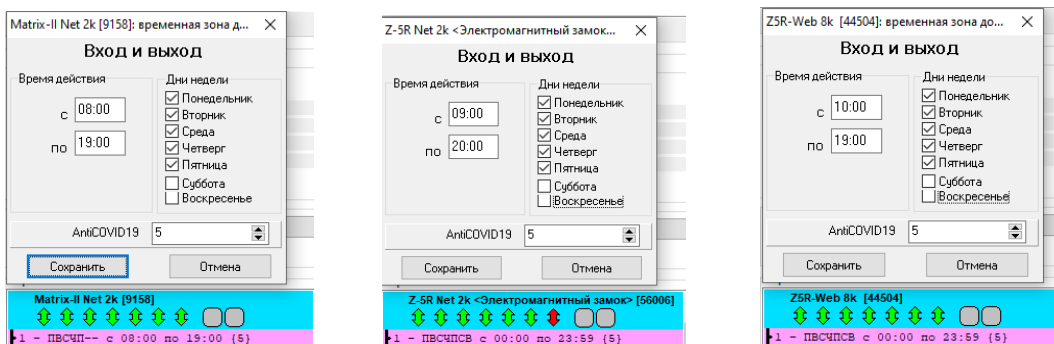 Matrix-II Net 2k [9158]: временная зона д...
Вход и выход
Время действия
Дни недели
с 08:00
по 19:00
Понедельник
Вторник
Среда
Четверг
Пятница
Суббота
Воскресенье
AntiCOVID19 5
Сохранить Отмена
Matrix-II Net 2k [9158]
1 - ПВСЧП-- с 08:00 по 19:00 {5}
Z-5R Net 2k <Электромагнитный замок...
Вход и выход
Время действия
Дни недели
с 09:00
по 20:00
Понедельник
Вторник
Среда
Четверг
Пятница
Суббота
Воскресенье
AntiCOVID19 5
Сохранить Отмена
Z-5R Net 2k <Электромагнитный замок> [56006]
1 - ПВСЧПСВ с 00:00 по 23:59 {5}
Z5R-Web 8k [44504]: временная зона до...
Вход и выход
Время действия
Дни недели
с 10:00
по 19:00
Понедельник
Вторник
Среда
Четверг
Пятница
Суббота
Воскресенье
AntiCOVID19 5
Сохранить Отмена
Z5R-Web 8k [44504]
1 - ПВСЧПСВ с 00:00 по 23:59 {5}